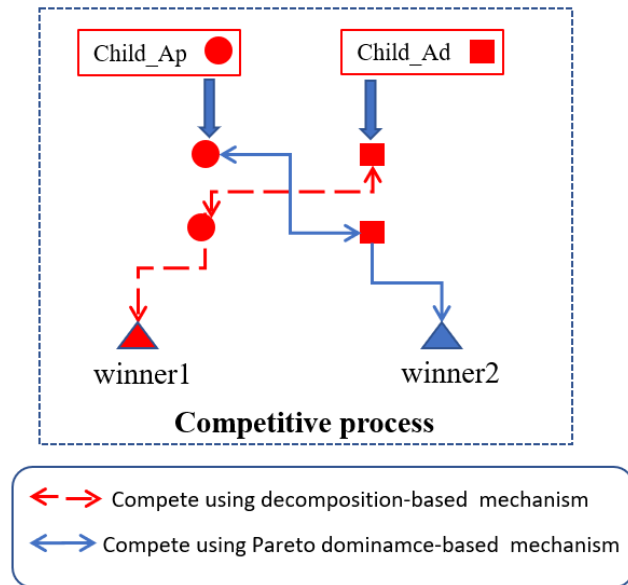 Child_Ap
Child_Ad
winner1
winner2
Competitive process
Compete using decomposition-based mechanism
Compete using Pareto dominamce-based mechanism